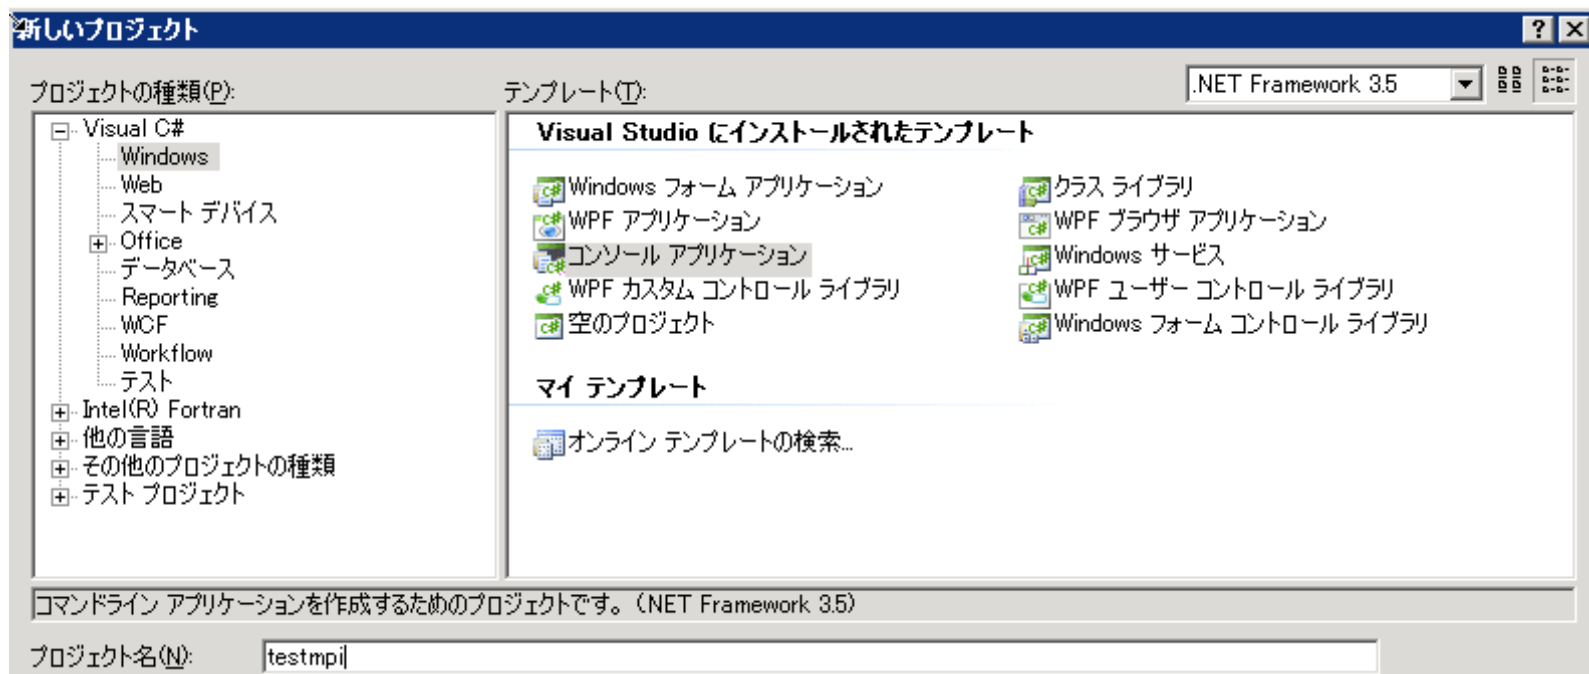 新しいプロジェクト
プロジェクトの種類(P):
テンプレート(T):
.NET Framework 3.5
Visual C#
Windows
Web
スマート デバイス
Office
データベース
Reporting
WCF
Workflow
テスト
Intel(R) Fortran
他の言語
その他のプロジェクトの種類
テスト プロジェクト
Visual Studio にインストールされたテンプレート
Windows フォーム アプリケーション
クラス ライブラリ
WPF アプリケーション
WPF ブラウザ アプリケーション
コンソール アプリケーション
Windows サービス
WPF カスタム コントロール ライブラリ
WPF ユーザー コントロール ライブラリ
空のプロジェクト
Windows フォーム コントロール ライブラリ
マイ テンプレート
オンライン テンプレートの検索...
コマンドライン アプリケーションを作成するためのプロジェクトです。(.NET Framework 3.5)
プロジェクト名(N):
testmpi